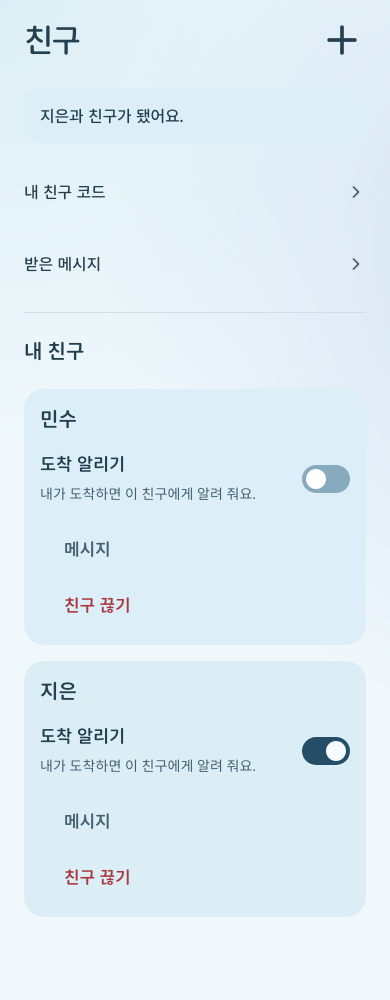 친구
지은과 친구가 됐어요.
내 친구 코드
받은 메시지
내 친구
민수
도착 알리기
내가 도착하면 이 친구에게 알려 줘요.
메시지
친구 끊기
지은
도착 알리기
내가 도착하면 이 친구에게 알려 줘요.
메시지
친구 끊기